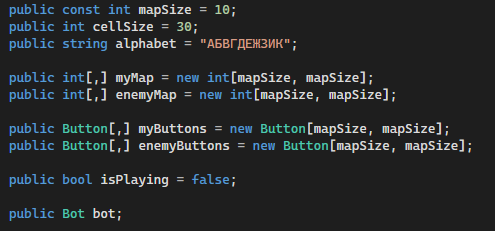 public const int mapSize = 10;
public int cellSize = 30;
public string alphabet = "АБВГДЕЖЗИК";
public int[,] myMap = new int[mapSize, mapSize];
public int[,] enemyMap = new int[mapSize, mapSize];
public Button[,] myButtons = new Button[mapSize, mapSize];
public Button[,] enemyButtons = new Button[mapSize, mapSize];
public bool isPlaying = false;
public Bot bot;